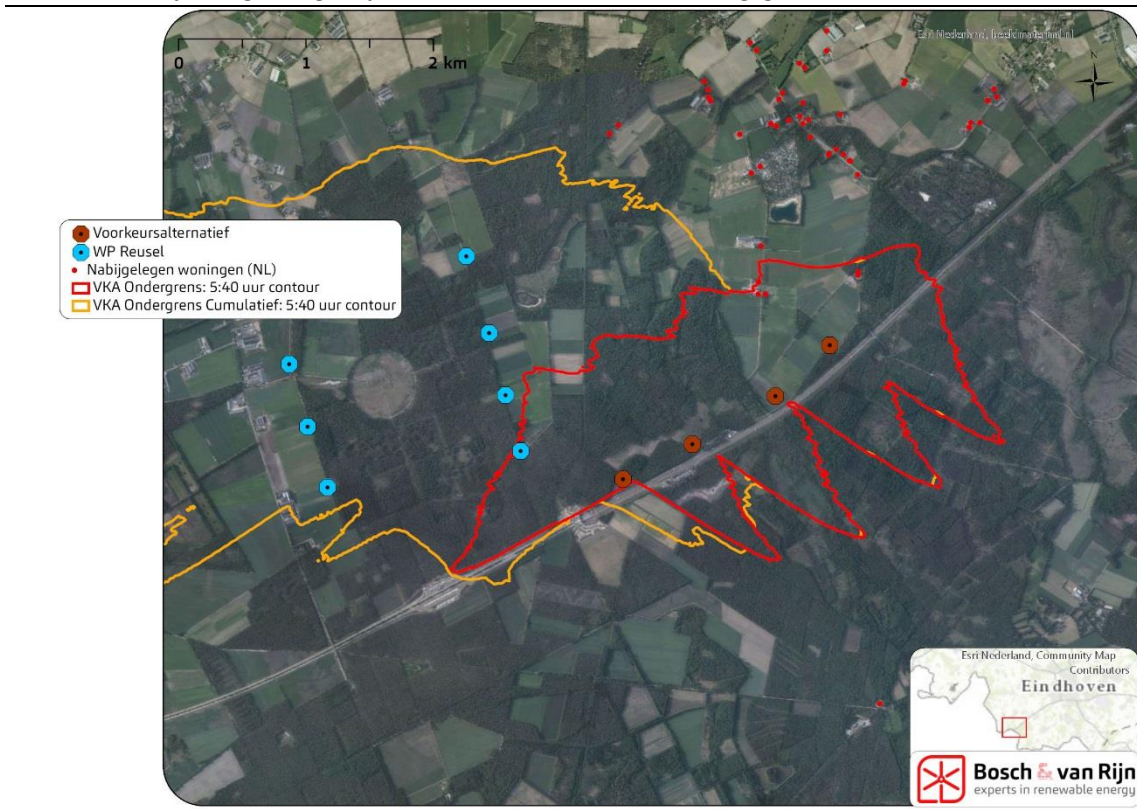 Esri Nederland, beeldmateriaal.nl
0 1 2 km
N
Voorkeursalternatief
WP Reusel
Nabijgelegen woningen (NL)
VKA Ondergrens: 5:40 uur contour
VKA Ondergrens Cumulatief: 5:40 uur contour
Esri Nederland, Community Map
Contributors
Eindhoven
Bosch & van Rijn
experts in renewable energy